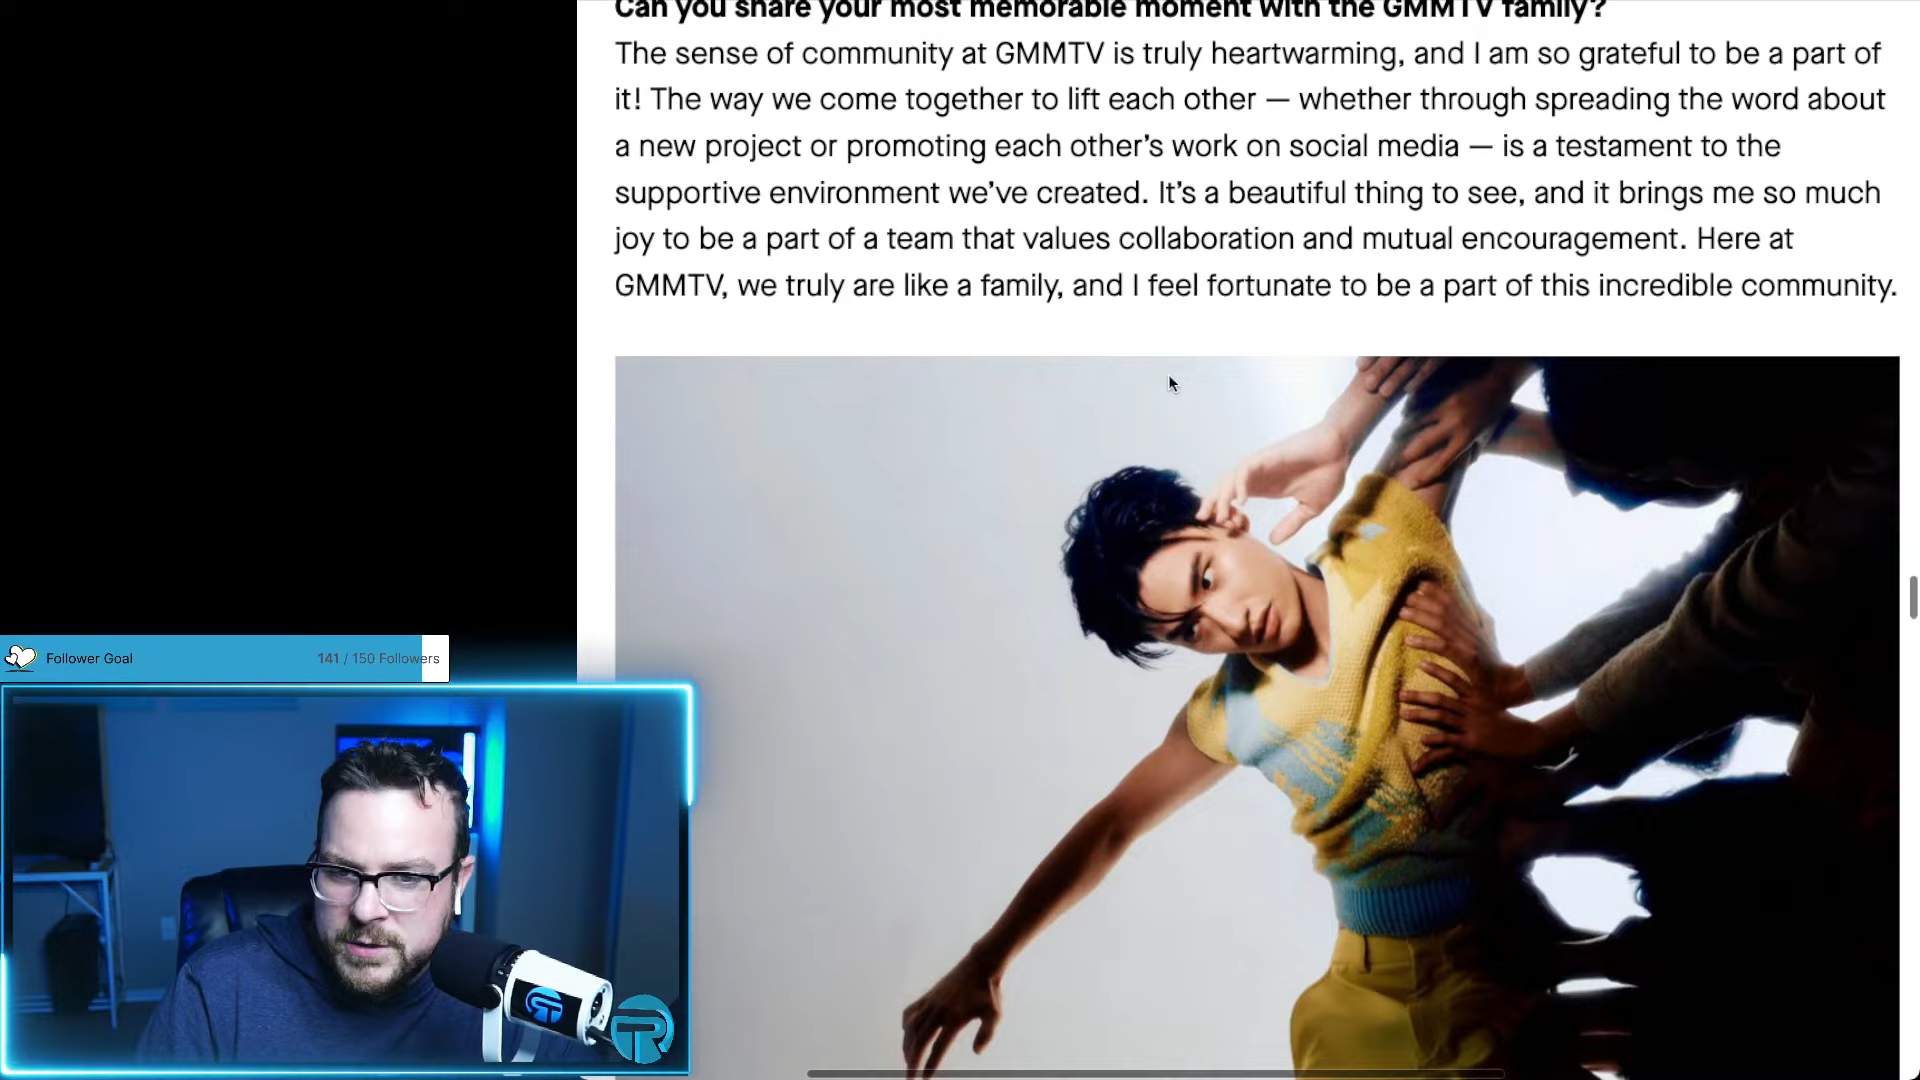 Can you share your most memorable moment with the GMMTV family?
The sense of community at GMMTV is truly heartwarming, and I am so grateful to be a part of
it! The way we come together to lift each other — whether through spreading the word about
a new project or promoting each other’s work on social media — is a testament to the
supportive environment we’ve created. It’s a beautiful thing to see, and it brings me so much
joy to be a part of a team that values collaboration and mutual encouragement. Here at
GMMTV, we truly are like a family, and I feel fortunate to be a part of this incredible community.
Follower Goal 141 / 150 Followers